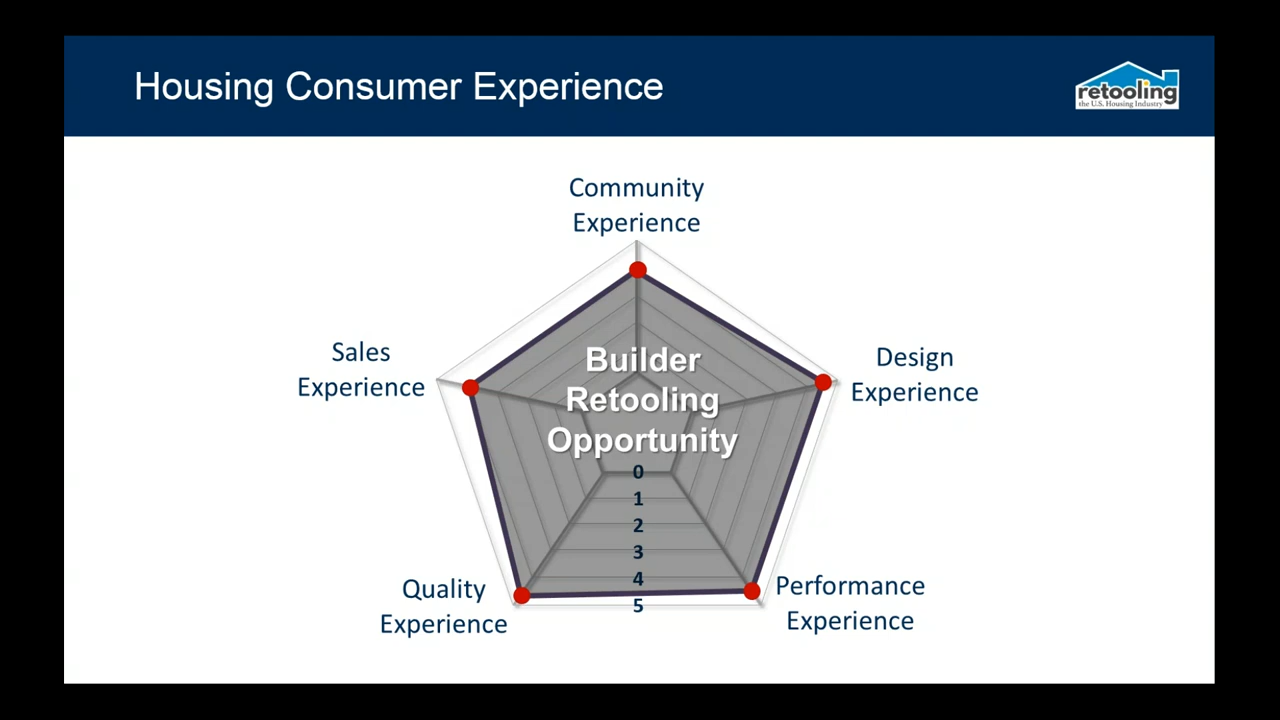 Housing Consumer Experience
retooling
the U.S. Housing Industry
Community
Experience
Sales
Experience
Design
Experience
Builder
Retooling
Opportunity
0
1
2
3
4
5
Quality
Experience
Performance
Experience